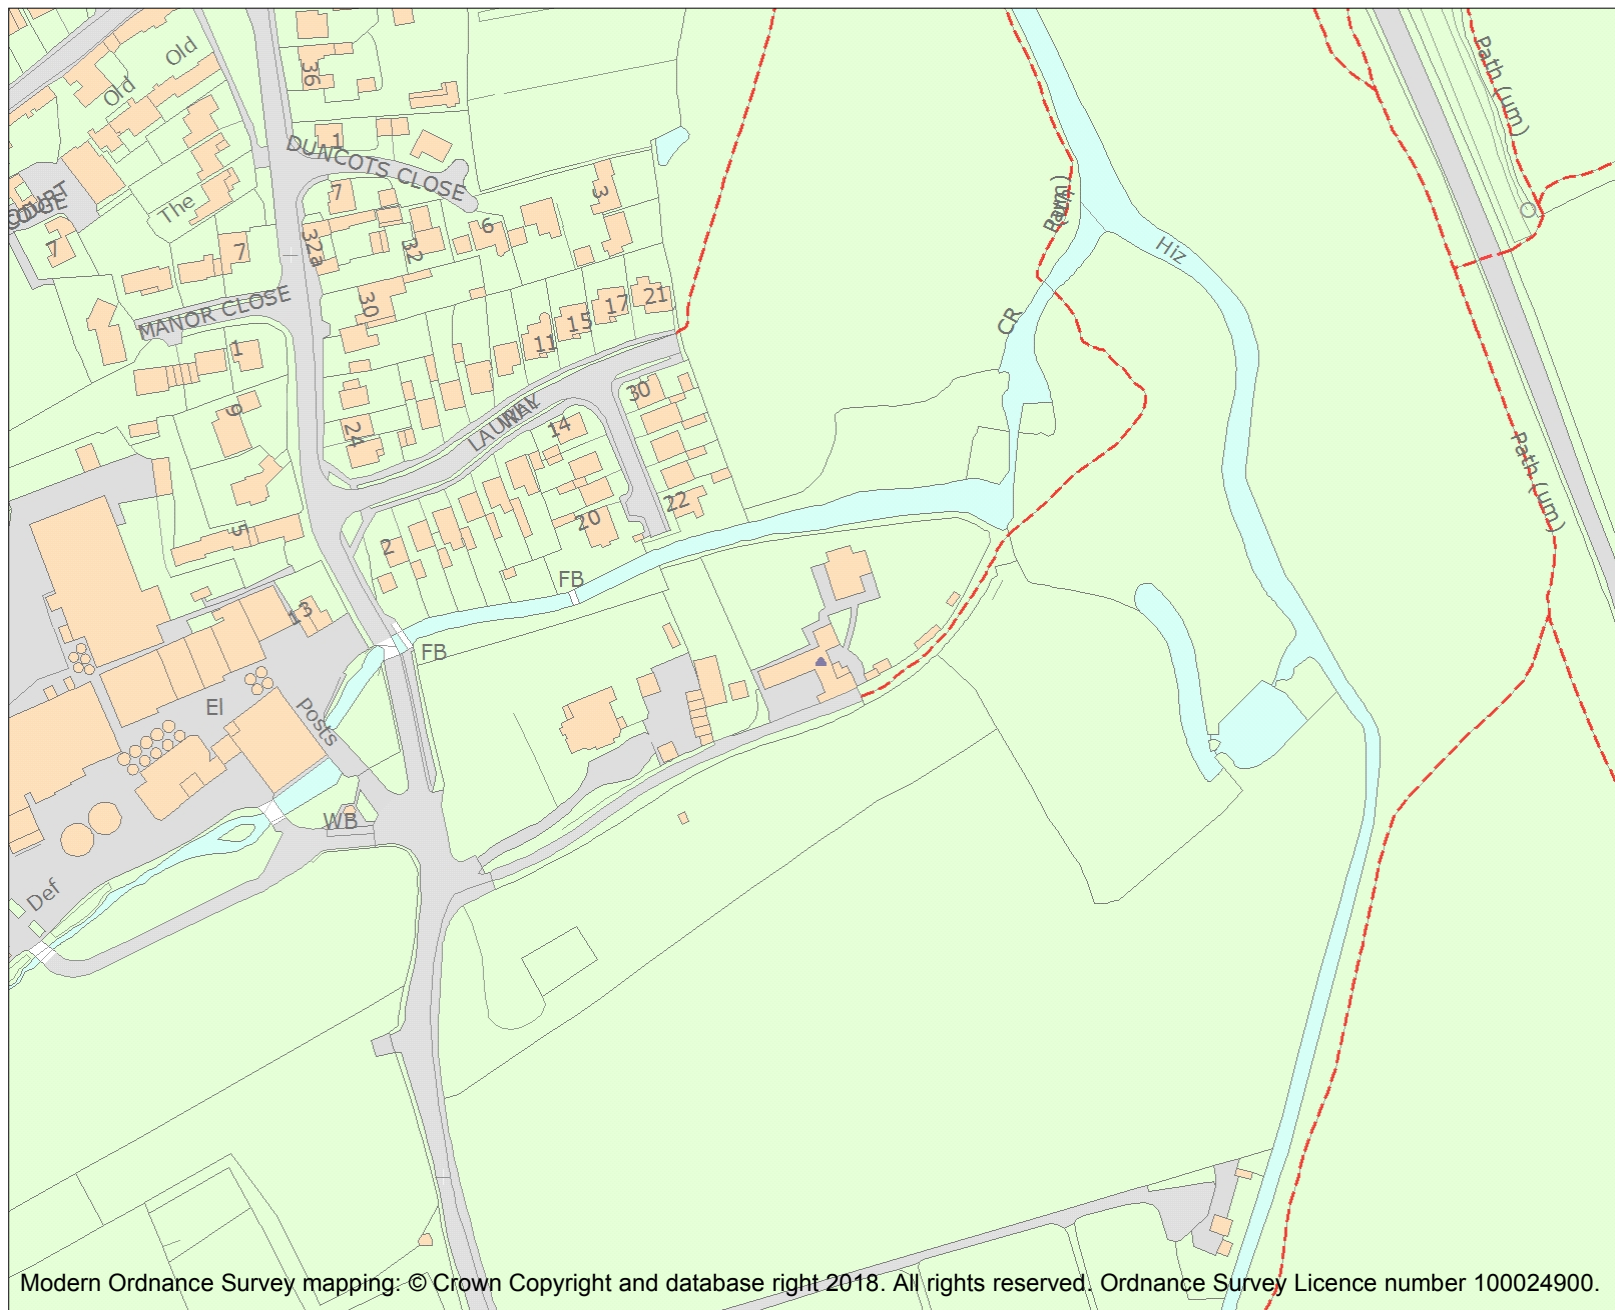 Old
Old
36
Path (um)
1
DUNCOTS CLOSE
COURT
The
7
3
7
7
32a
32
6
Hiz
MANOR CLOSE
30
1
11
15
17
21
CR
9
24
LAUNWAY
14
30
Path (um)
5
2
20
22
FB
13
FB
El
posts
WB
Def
Modern Ordnance Survey mapping: © Crown Copyright and database right 2018. All rights reserved. Ordnance Survey Licence number 100024900.